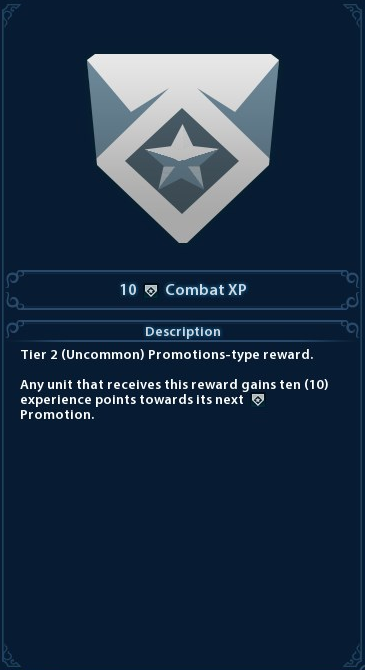 10 Combat XP
Description
Tier 2 (Uncommon) Promotions-type reward.
Any unit that receives this reward gains ten (10)
experience points towards its next
Promotion.